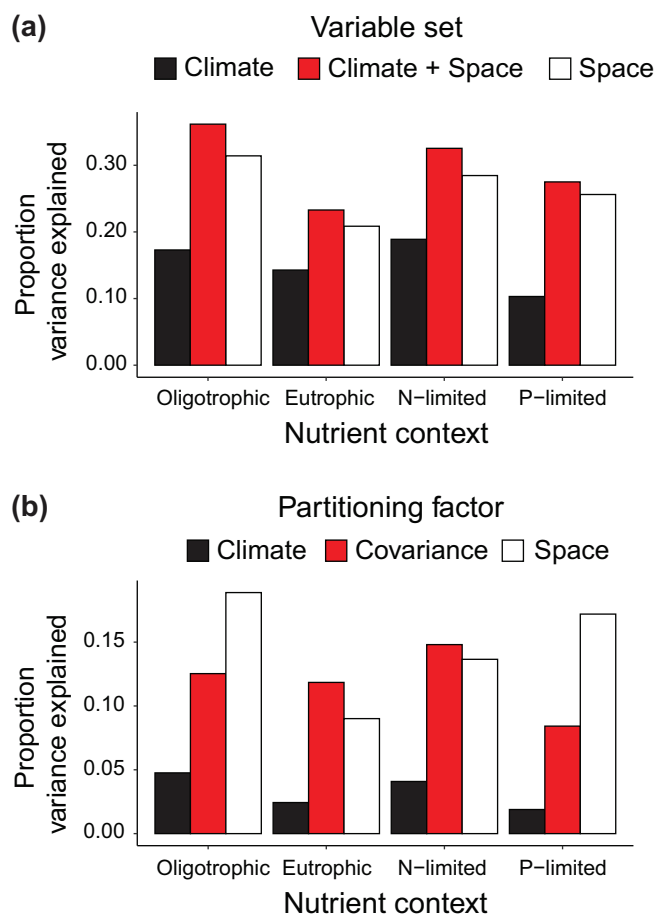 (a) Variable set
Climate Climate + Space Space
Proportion
variance explained
0.30
0.20
0.10
0.00
Oligotrophic Eutrophic N−limited P−limited
Nutrient context
(b) Partitioning factor
Climate Covariance Space
Proportion
variance explained
0.15
0.10
0.05
0.00
Oligotrophic Eutrophic N−limited P−limited
Nutrient context